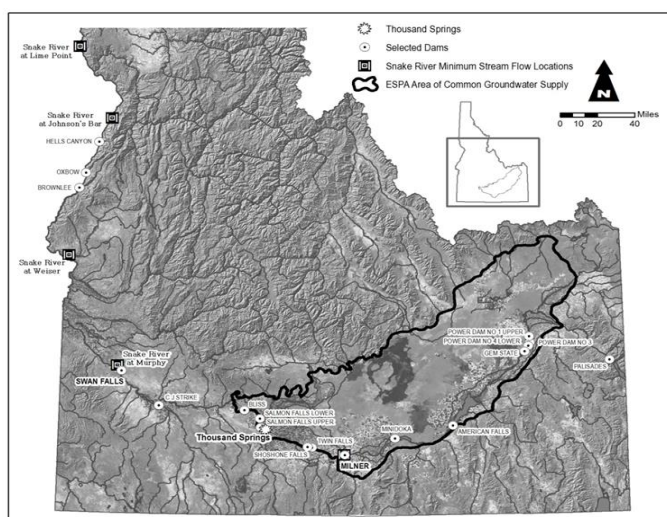 Thousand Springs
Selected Dams
Snake River Minimum Stream Flow Locations
ESPA Area of Common Groundwater Supply
N
Miles
0 10 20 40
Snake River
at Lime Point
Snake River
at Johnson's Bar
HELLS CANYON
OXBOW
BROWNLEE
Snake River
at Weiser
Snake River
at Murphy
SWAN FALLS
C J STRIKE
BLISS
SALMON FALLS LOWER
SALMON FALLS UPPER
Thousand Springs
SHOSHONE FALLS
TWIN FALLS
MILNER
MINIDOKA
AMERICAN FALLS
POWER DAM NO 1 UPPER
POWER DAM NO 4 LOWER
POWER DAM NO 3
GEM STATE
PALISADES